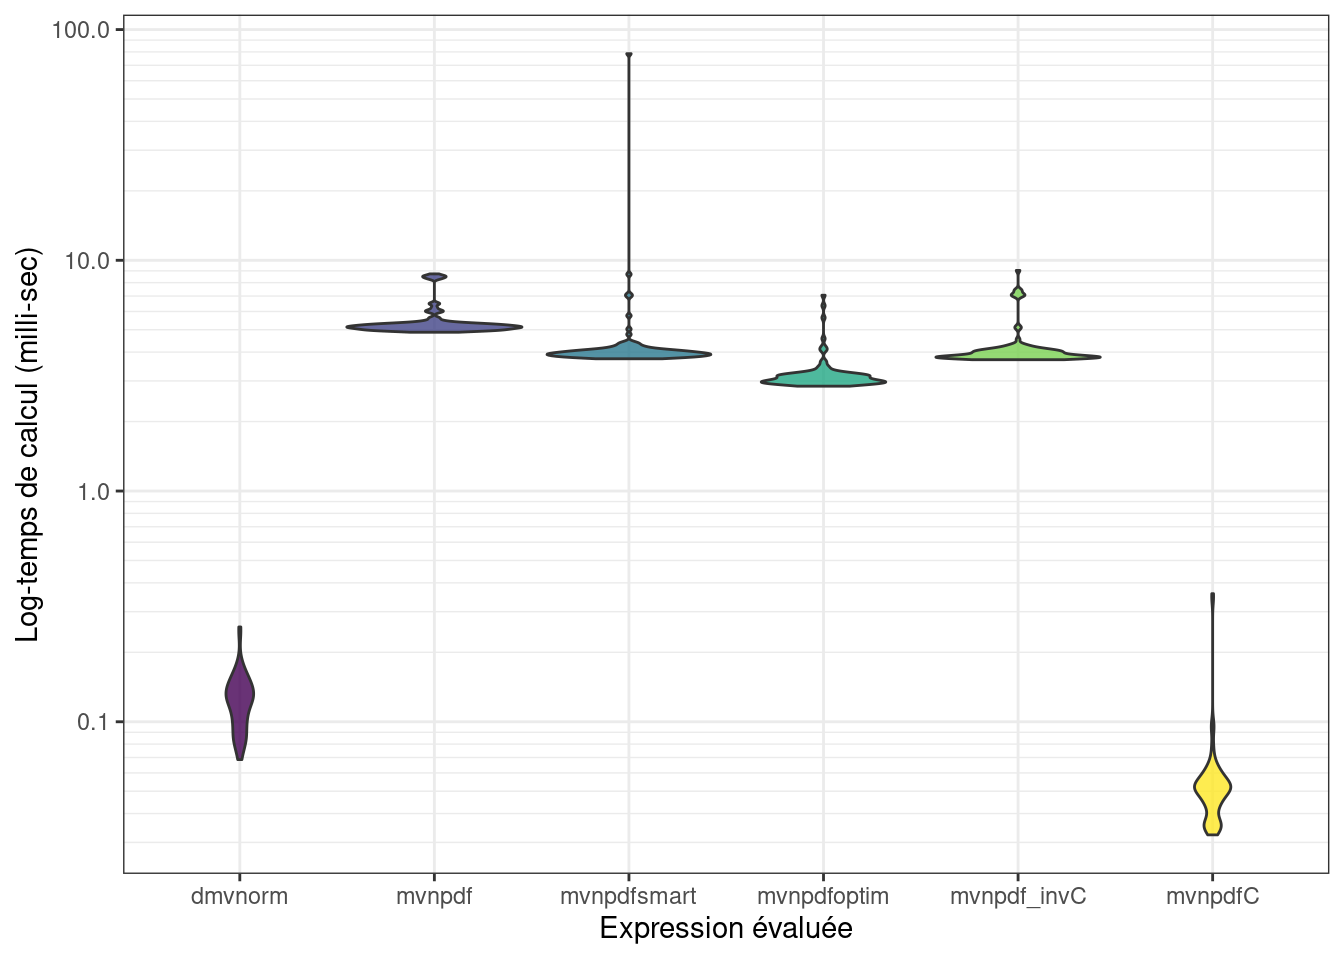 Log-temps de calcul (milli-sec)
100.0
10.0
1.0
0.1
dmvnorm mvnpdf mvnpdfsmart mvnpdfoptim mvnpdf_invC mvnpdfC
Expression évaluée